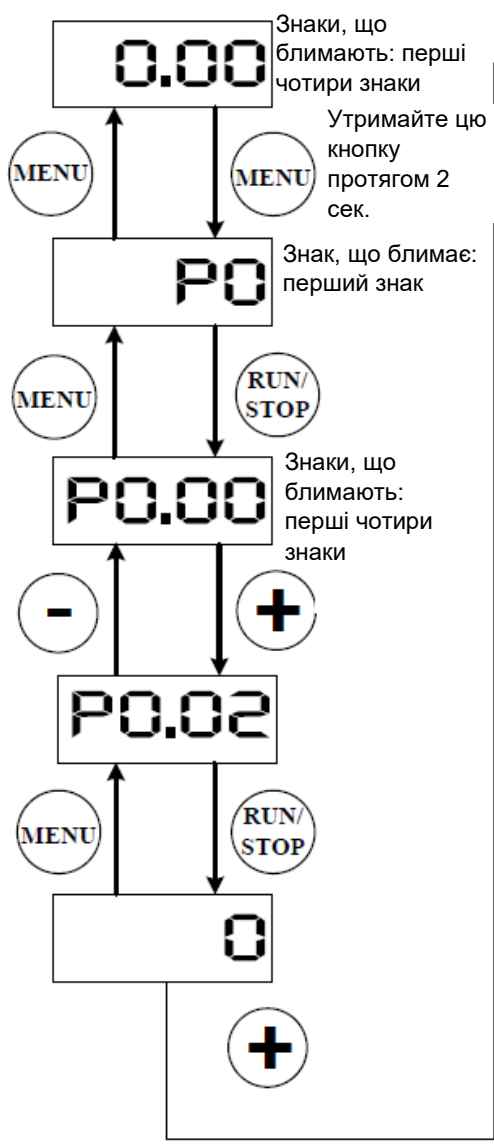 0.00
Знаки, що
блимають: перші
чотири знаки
MENU
MENU
Утримайте цю
кнопку
протягом 2
сек.
P0
Знак, що блимає:
перший знак
MENU
RUN/
STOP
P0.00
Знаки, що
блимають:
перші чотири
знаки
-
+
P0.02
MENU
RUN/
STOP
0
+